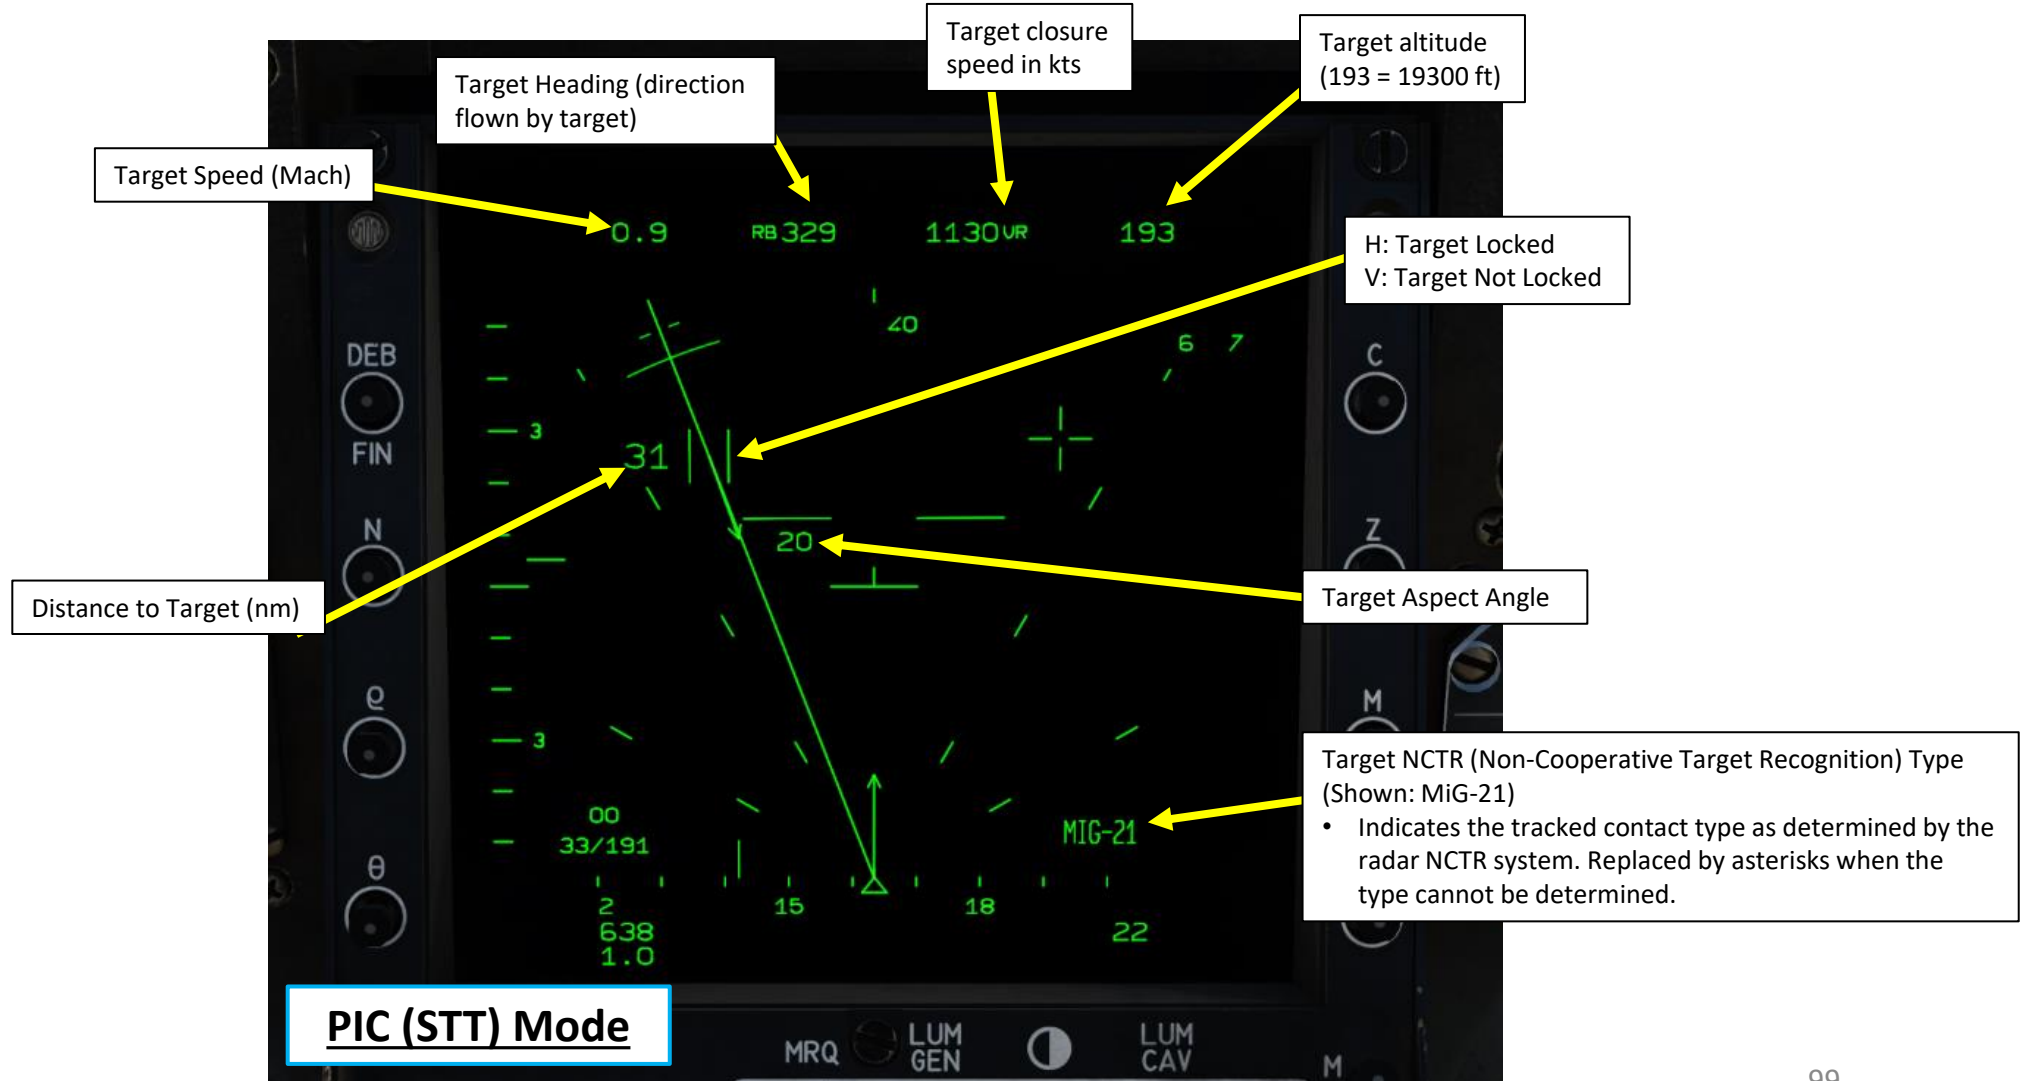 Target closure
speed in kts
Target altitude
(193 = 19300 ft)
Target Heading (direction
flown by target)
Target Speed (Mach)
0.9 RB 329 1130 VR 193
H: Target Locked
V: Target Not Locked
40
6 7
DEB
FIN
C
3
31
N
Z
20
Target Aspect Angle
Distance to Target (nm)
ϱ
M
3
Target NCTR (Non-Cooperative Target Recognition) Type
(Shown: MiG-21)
• Indicates the tracked contact type as determined by the
radar NCTR system. Replaced by asterisks when the
type cannot be determined.
00
33/191
MIG-21
θ
2 15 18
638 22
1.0
PIC (STT) Mode
MRQ
LUM
GEN
LUM
CAV
M
99